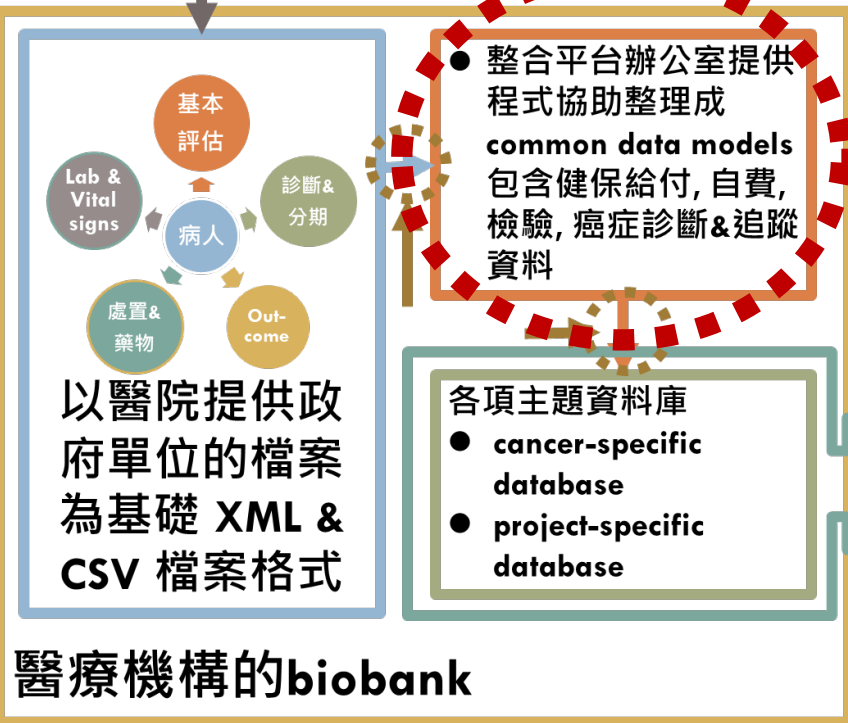 基本
評估
Lab &
Vital
signs
診斷&
分期
病人
處置&
藥物
Out-
come
以醫院提供政
府單位的檔案
為基礎 XML &
CSV 檔案格式
● 整合平台辦公室提供
程式協助整理成
common data models
包含健保給付, 自費,
檢驗, 癌症診斷&追蹤
資料
各項主題資料庫
● cancer-specific
database
● project-specific
database
醫療機構的biobank